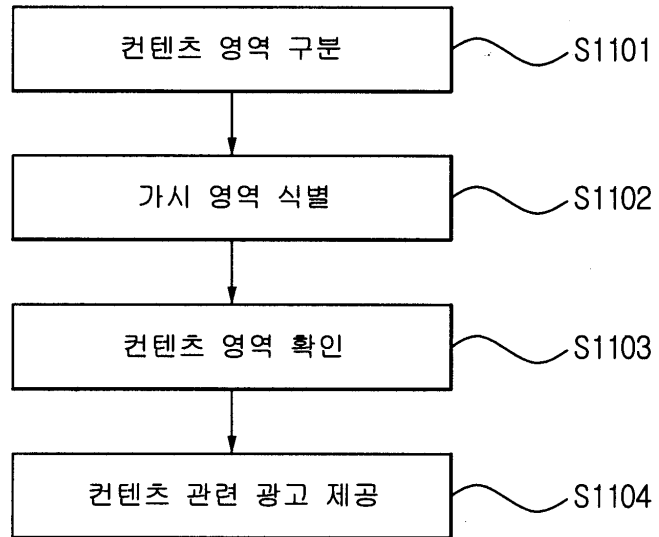 컨텐츠 영역 구분 S1101
가시 영역 식별 S1102
컨텐츠 영역 확인 S1103
컨텐츠 관련 광고 제공 S1104